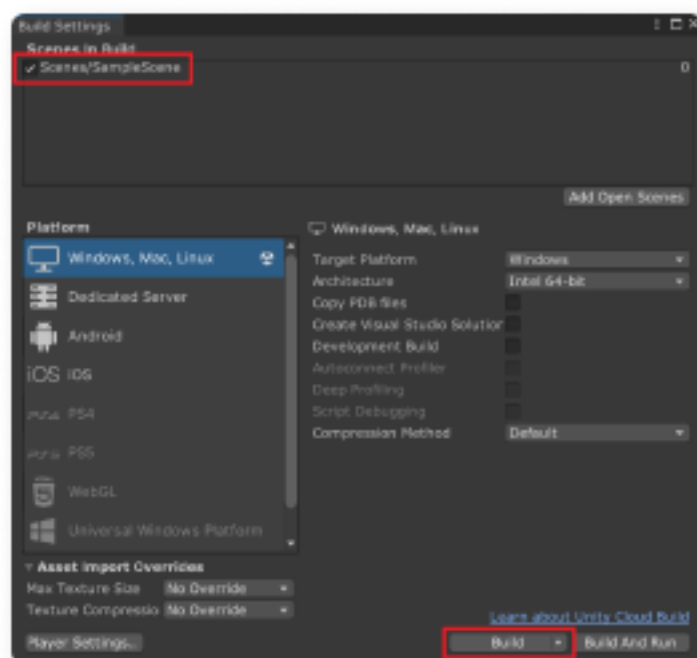 Build Settings
Scenes In Build
Scenes/SampleScene 0
Add Open Scenes
Platform
Windows, Mac, Linux
Dedicated Server
Android
iOS iOS
PS4
PS5
WebGL
Universal Windows Platform
Windows, Mac, Linux
Target Platform Windows
Architecture Intel 64-bit
Copy PDB files
Create Visual Studio Solution
Development Build
Autoconnect Profiler
Deep Profiling
Script Debugging
Compression Method Default
Asset Import Overrides
Max Texture Size No Override
Texture Compressio No Override
Learn about Unity Cloud Build
Player Settings...
Build
Build And Run